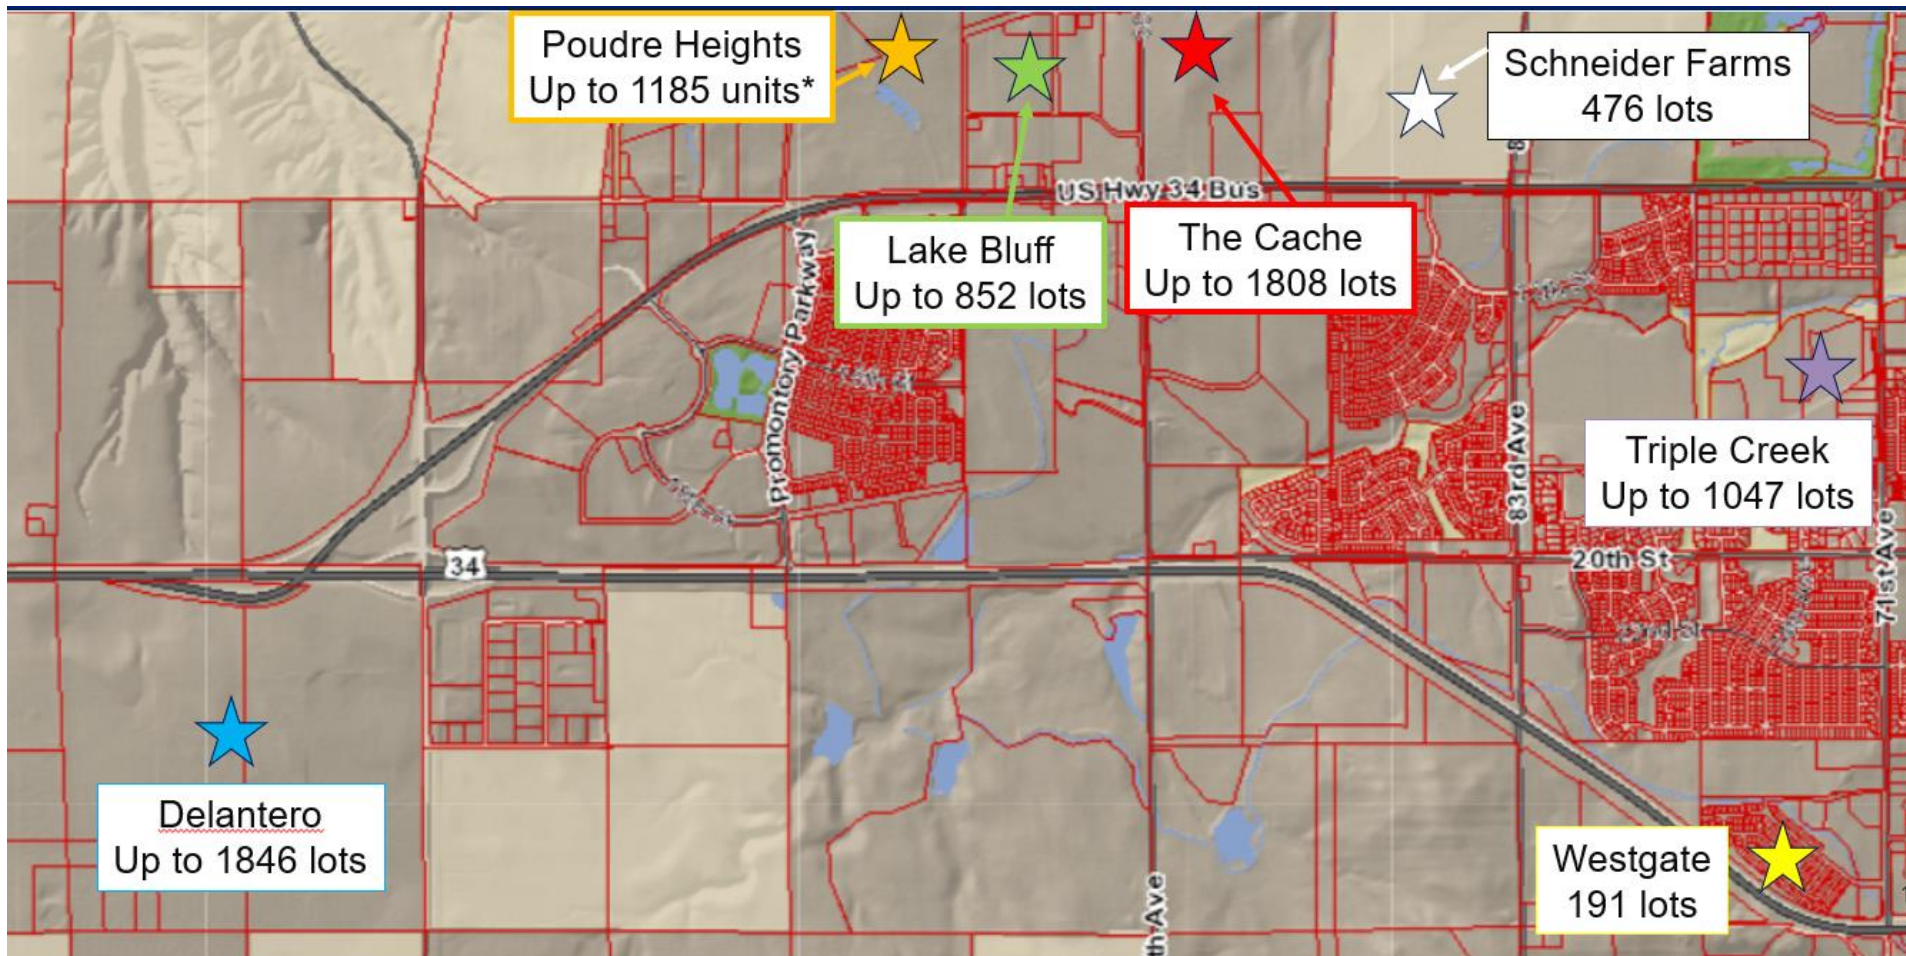 Poudre Heights
Up to 1185 units*
Schneider Farms
476 lots
US Hwy 34 Bus
Lake Bluff
Up to 852 lots
The Cache
Up to 1808 lots
Promontory Parkway
83rd Ave
Triple Creek
Up to 1047 lots
34
20th St
71st Ave
Delantero
Up to 1846 lots
Westgate
191 lots
th Ave